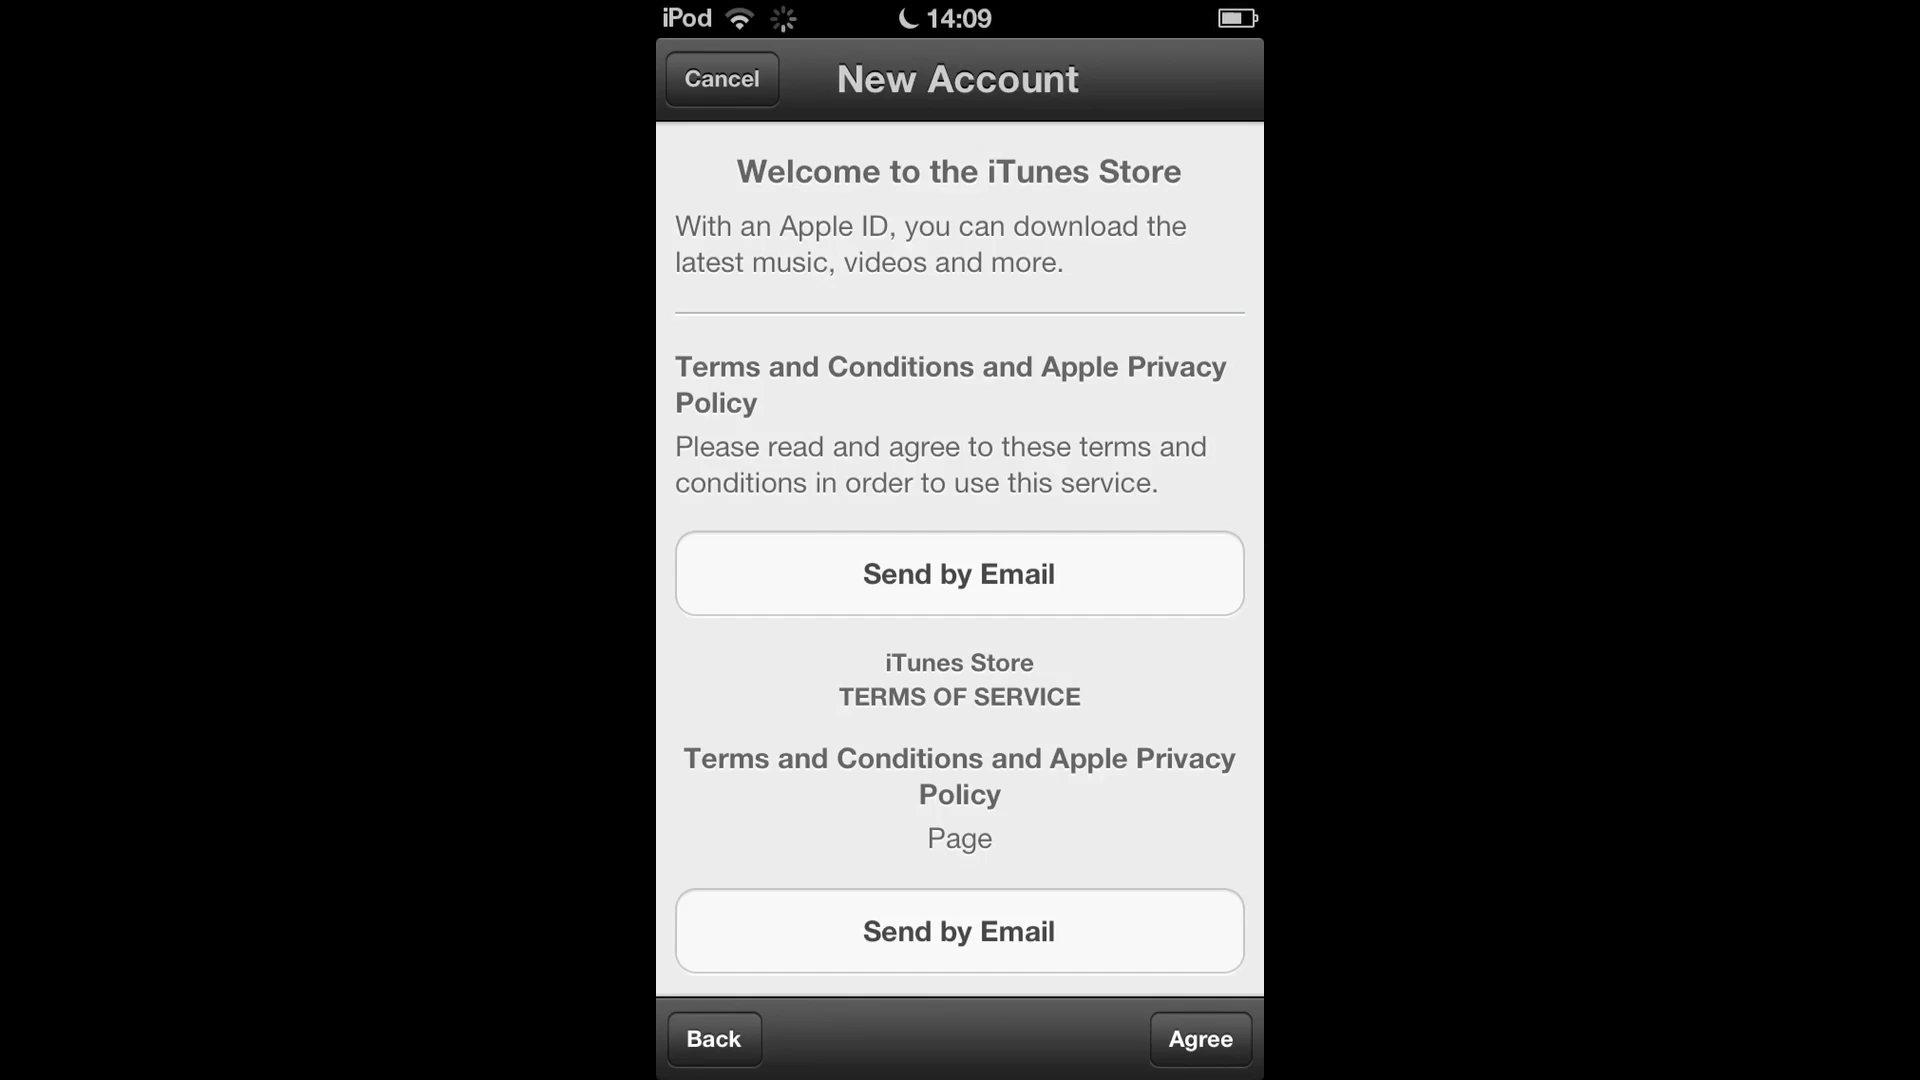 iPod 14:09
Cancel New Account
Welcome to the iTunes Store
With an Apple ID, you can download the
latest music, videos and more.
Terms and Conditions and Apple Privacy
Policy
Please read and agree to these terms and
conditions in order to use this service.
Send by Email
iTunes Store
TERMS OF SERVICE
Terms and Conditions and Apple Privacy
Policy
Page
Send by Email
Back Agree